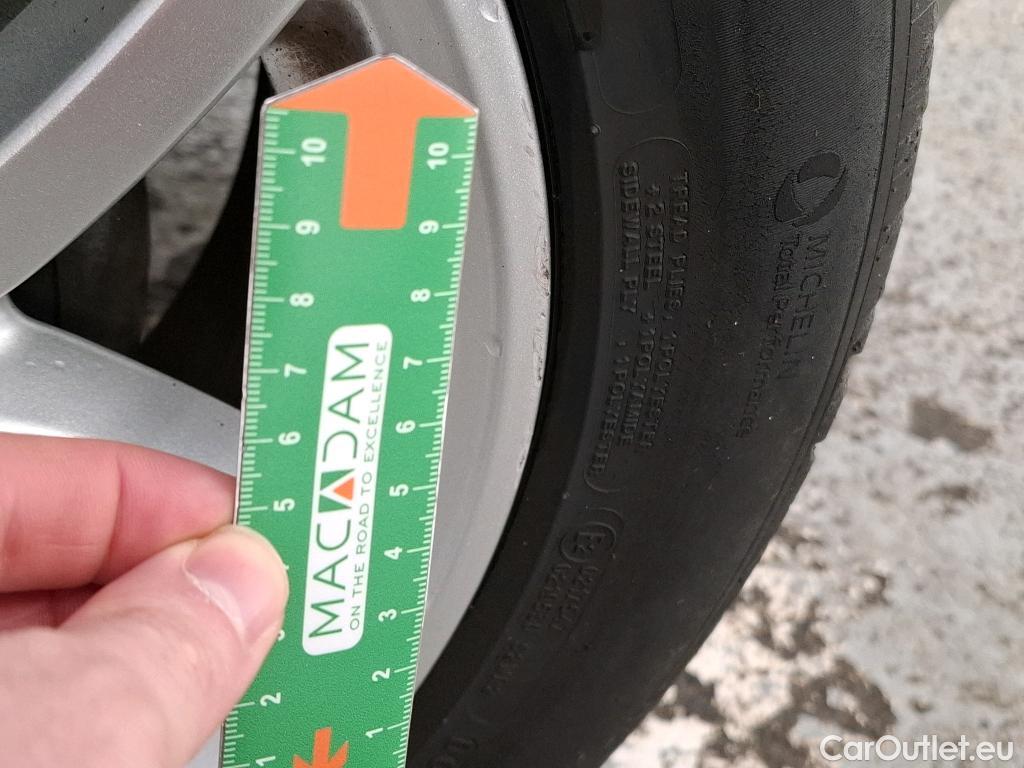 10 10
9 9
8 8
7 7
6 6
5 5
4
3
2 2
1 1
MACADAM
ON THE ROAD TO EXCELLENCE
TREAD PLIES: 1 POLYESTER
+ 2 STEEL + 1 POLYAMIDE
SIDEWALL PLY : 1 POLYESTER
MICHELIN
Total Performance
CarOutlet.eu